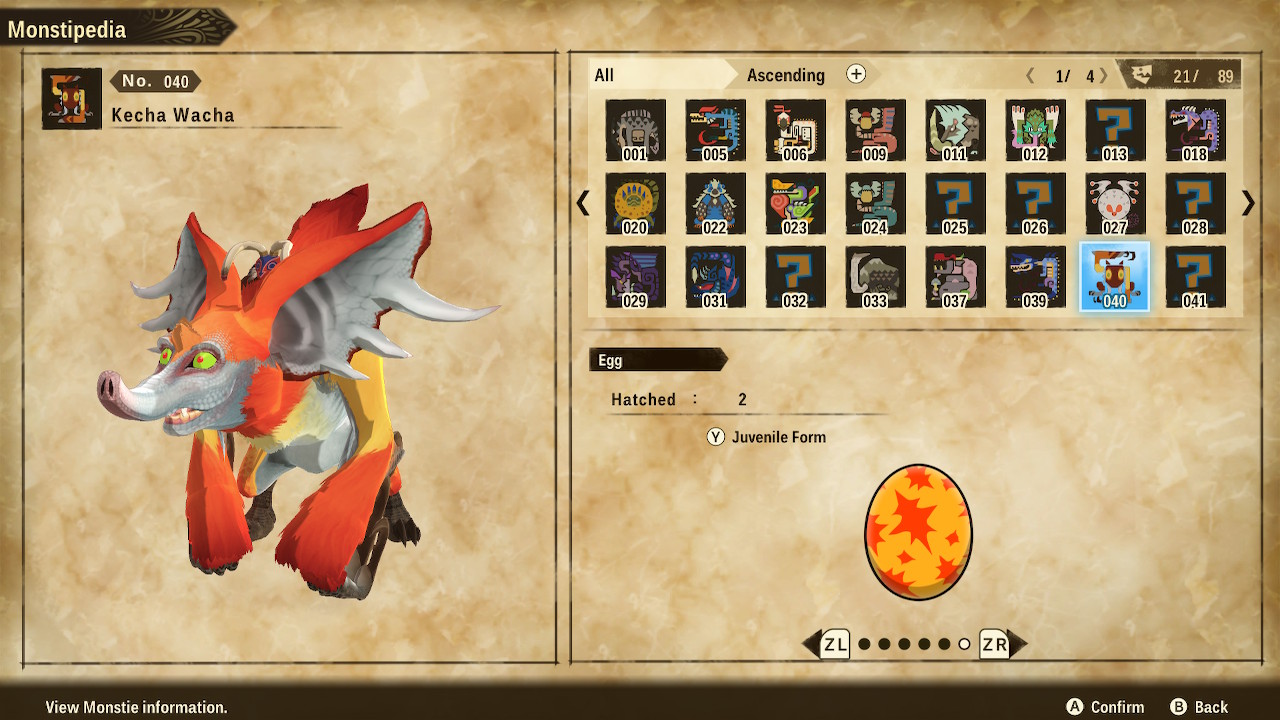 Monstipedia
No. 040
Kecha Wacha
All
Ascending
1/ 4
21/ 89
001 005 006 009 011 012 013 018
020 022 023 024 025 026 027 028
029 031 032 033 037 039 040 041
Egg
Hatched : 2
Y Juvenile Form
ZL ZR
View Monstie information.
A Confirm B Back